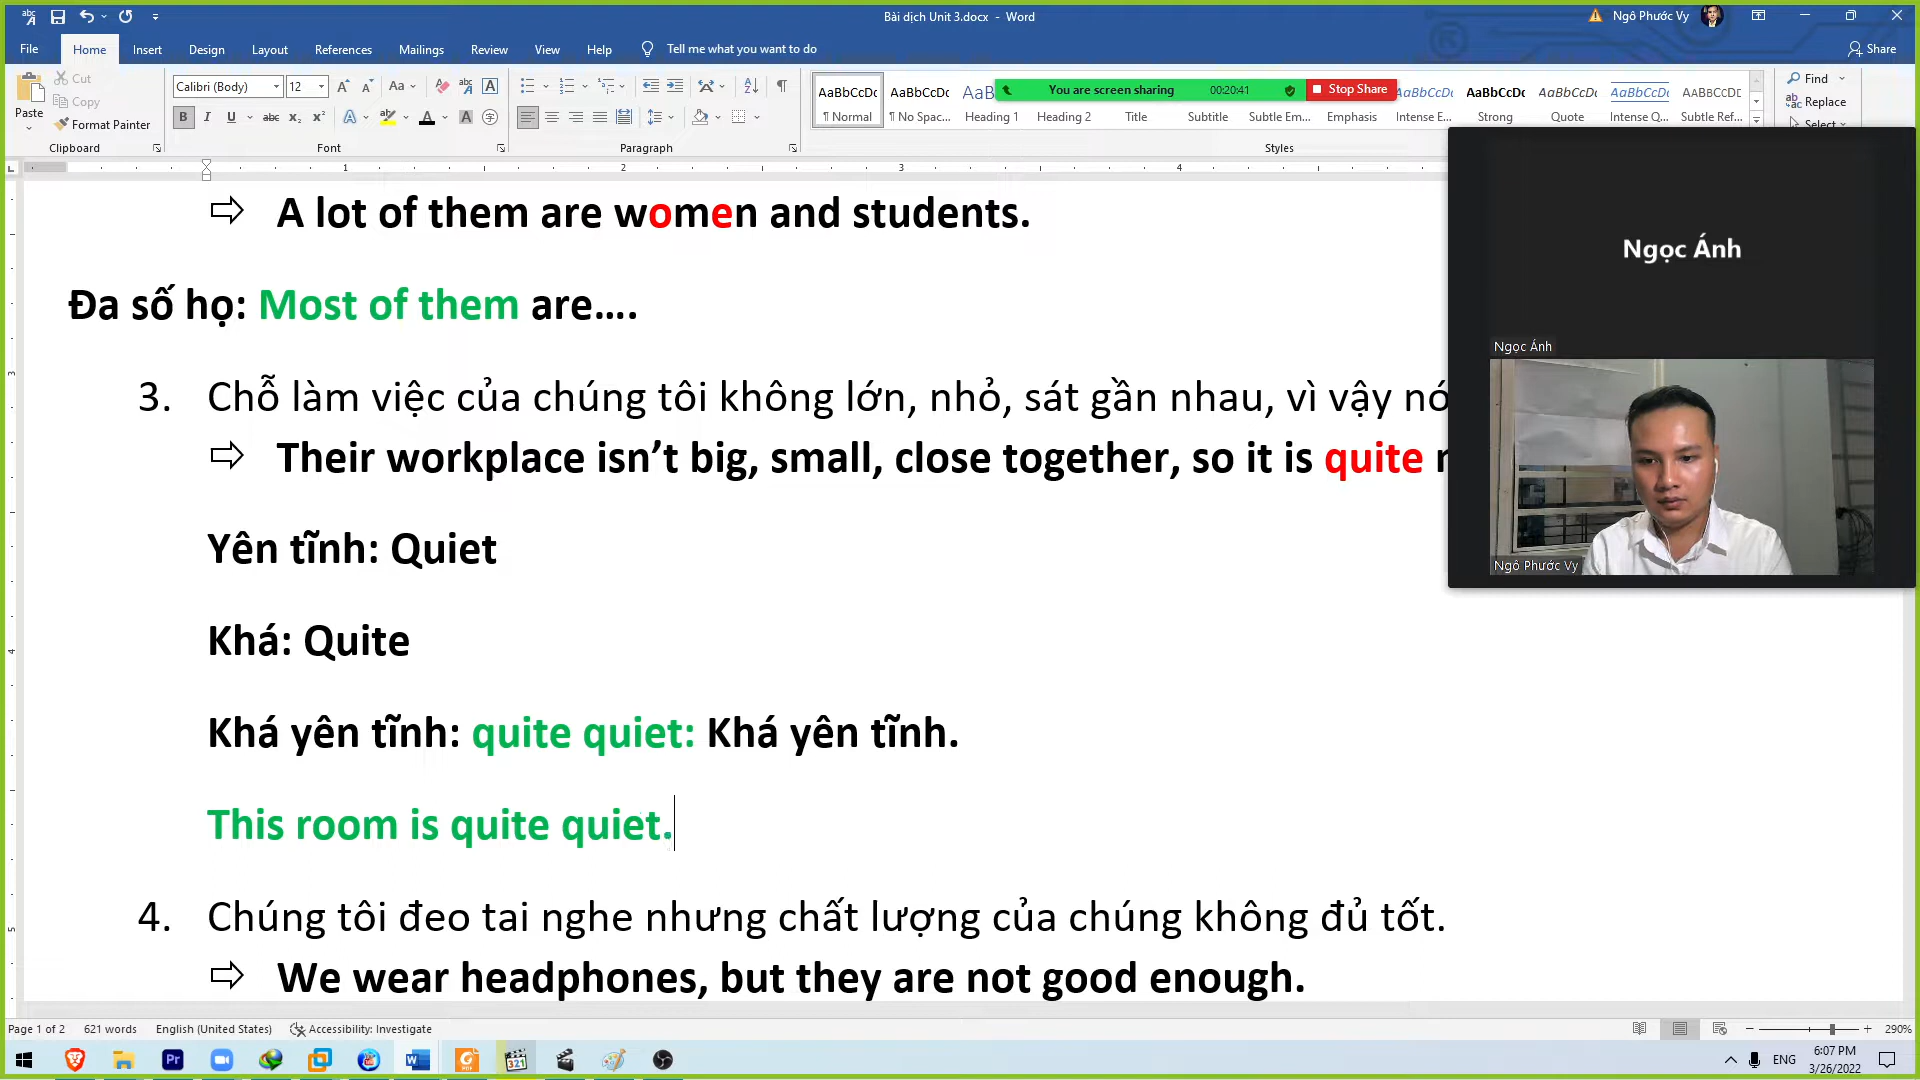 Bài dịch Unit 3.docx - Word
Ngô Phước Vy
File Home Insert Design Layout References Mailings Review View Help Tell me what you want to do Share
Paste
Cut
Copy
Format Painter
Clipboard
Calibri (Body) 12
Font
Paragraph
You are screen sharing 00:20:41 Stop Share
AaBbCcDc AaBbCcDc AaB AaBbCcDc AaBbCcDc AaBbCcDc AaBbCcDc AaBbCcDc
¶ Normal ¶ No Spac... Heading 1 Heading 2 Title Subtitle Subtle Em... Emphasis Intense E... Strong Quote Intense Q... Subtle Ref...
Styles
Find
Replace
Select
A lot of them are women and students.
Đa số họ: Most of them are....
3. Chỗ làm việc của chúng tôi không lớn, nhỏ, sát gần nhau, vì vậy nó
Their workplace isn’t big, small, close together, so it is quite
Yên tĩnh: Quiet
Khá: Quite
Khá yên tĩnh: quite quiet: Khá yên tĩnh.
This room is quite quiet.
4. Chúng tôi đeo tai nghe nhưng chất lượng của chúng không đủ tốt.
We wear headphones, but they are not good enough.
Ngọc Ánh
Ngọc Ánh
Ngô Phước Vy
Page 1 of 2 621 words English (United States) Accessibility: Investigate 290%
ENG
6:07 PM
3/26/2022